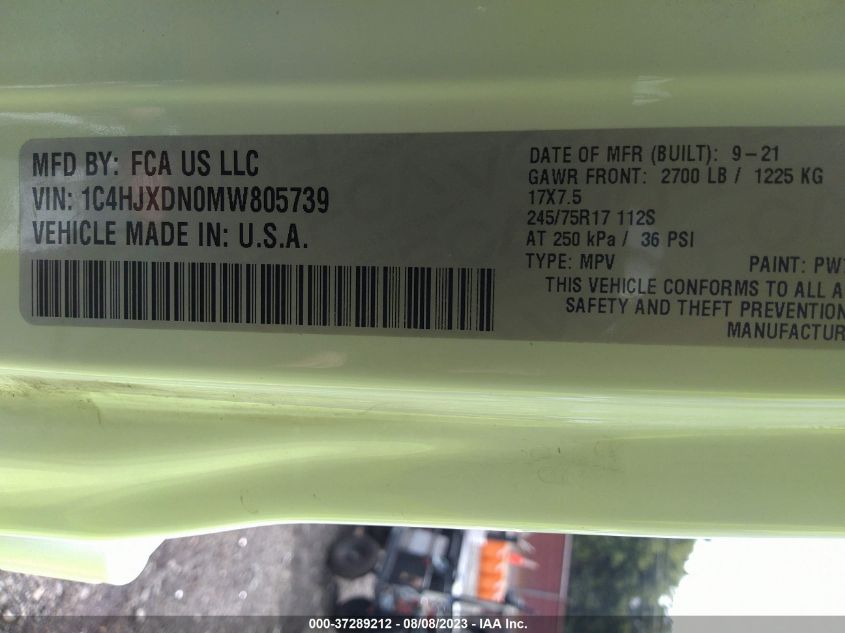 MFD BY: FCA US LLC
VIN: 1C4HJXDN0MW805739
VEHICLE MADE IN: U.S.A.
DATE OF MFR (BUILT): 9-21
GAWR FRONT: 2700 LB / 1225 KG
17X7.5
245/75R17 112S
AT 250 kPa / 36 PSI
TYPE: MPV PAINT: PW7
THIS VEHICLE CONFORMS TO ALL A
SAFETY AND THEFT PREVENTION
MANUFACTUR
000-37289212 - 08/08/2023 - IAA Inc.